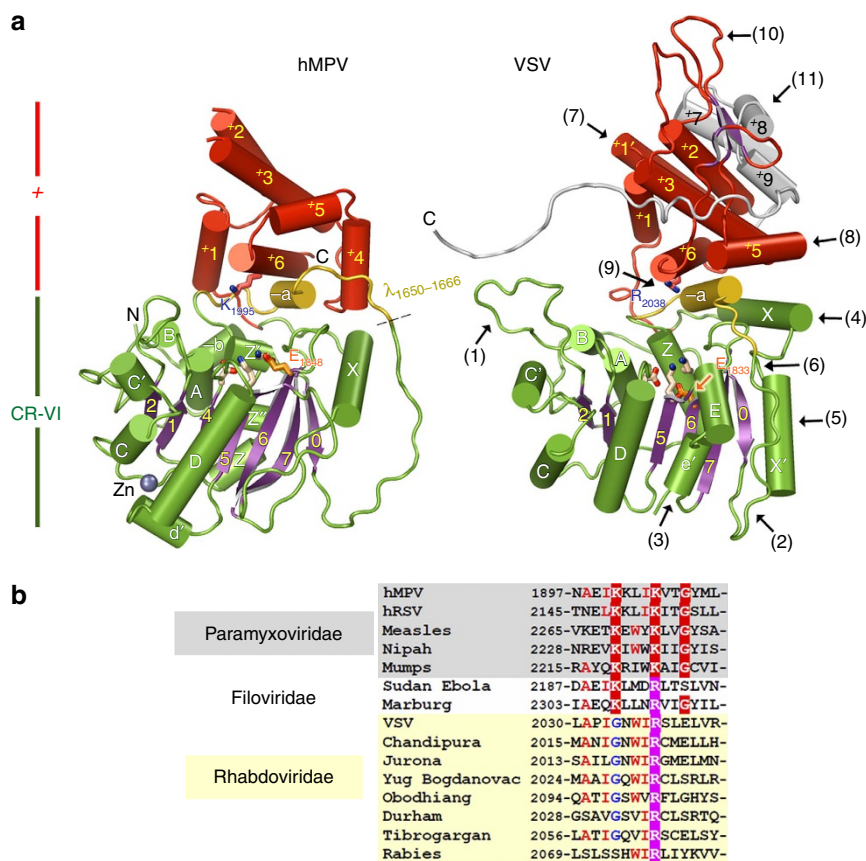 a
hMPV
VSV
(10)
(11)
(7)
+
+2
+3
+5
+1
+6
C
+4
–a
λ1650–1666
K1995
N
B
–b
Z'
E1848
X
C'
A
2
1
4
Z''
6
0
CR-VI
C
D
5
Z
7
Zn
d'
+7
+8
+1'
+2
+9
+3
C
+1
+6
+5
(8)
(9)
R2038
–a
X
(4)
(1)
B
A
Z
E1833
(6)
C'
2
1
5
6
E
0
(5)
C
D
e'
7
X'
(3)
(2)
b
hMPV 1897-NAEIKKLIKVTGYML-
hRSV 2145-TNELKKLIKITGSLL-
Paramyxoviridae
Measles 2265-VKETKEWYKLVGYSA-
Nipah 2228-NREVKIWWKIIGYIS-
Mumps 2215-RAYQKRIWKAIGCVI-
Filoviridae
Sudan Ebola 2187-DAEIKLMDRLTSLVN-
Marburg 2303-IAEQKLLNRVIGYIL-
VSV 2030-LAPIGNWIRSLELVR-
Chandipura 2015-MANIGNWIRCMELLH-
Rhabdoviridae
Jurona 2013-SAILGNWIRGMELMN-
Yug Bogdanovac 2024-MAAIGQWIRCLSRLR-
Obodhiang 2094-QATIGSWVRFLGHYS-
Durham 2028-GSAVGSVIRCLSRTQ-
Tibrogargan 2056-LATIGQVIRSCELSY-
Rabies 2069-LSLSSHWIRLIYKVV-